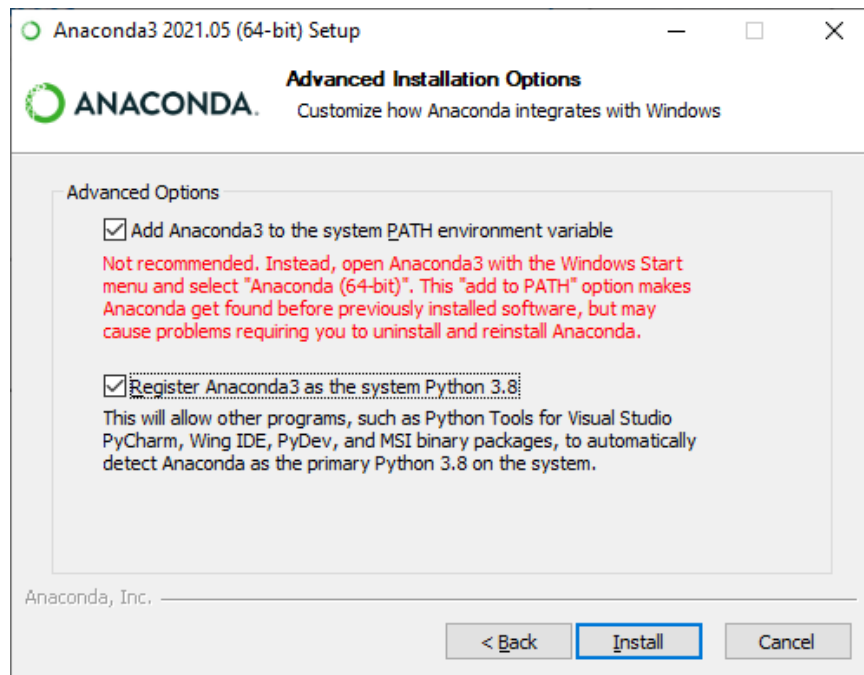 Anaconda3 2021.05 (64-bit) Setup
ANACONDA.
Advanced Installation Options
Customize how Anaconda integrates with Windows
Advanced Options
Add Anaconda3 to the system PATH environment variable
Not recommended. Instead, open Anaconda3 with the Windows Start
menu and select "Anaconda (64-bit)". This "add to PATH" option makes
Anaconda get found before previously installed software, but may
cause problems requiring you to uninstall and reinstall Anaconda.
Register Anaconda3 as the system Python 3.8
This will allow other programs, such as Python Tools for Visual Studio
PyCharm, Wing IDE, PyDev, and MSI binary packages, to automatically
detect Anaconda as the primary Python 3.8 on the system.
Anaconda, Inc.
< Back
Install
Cancel